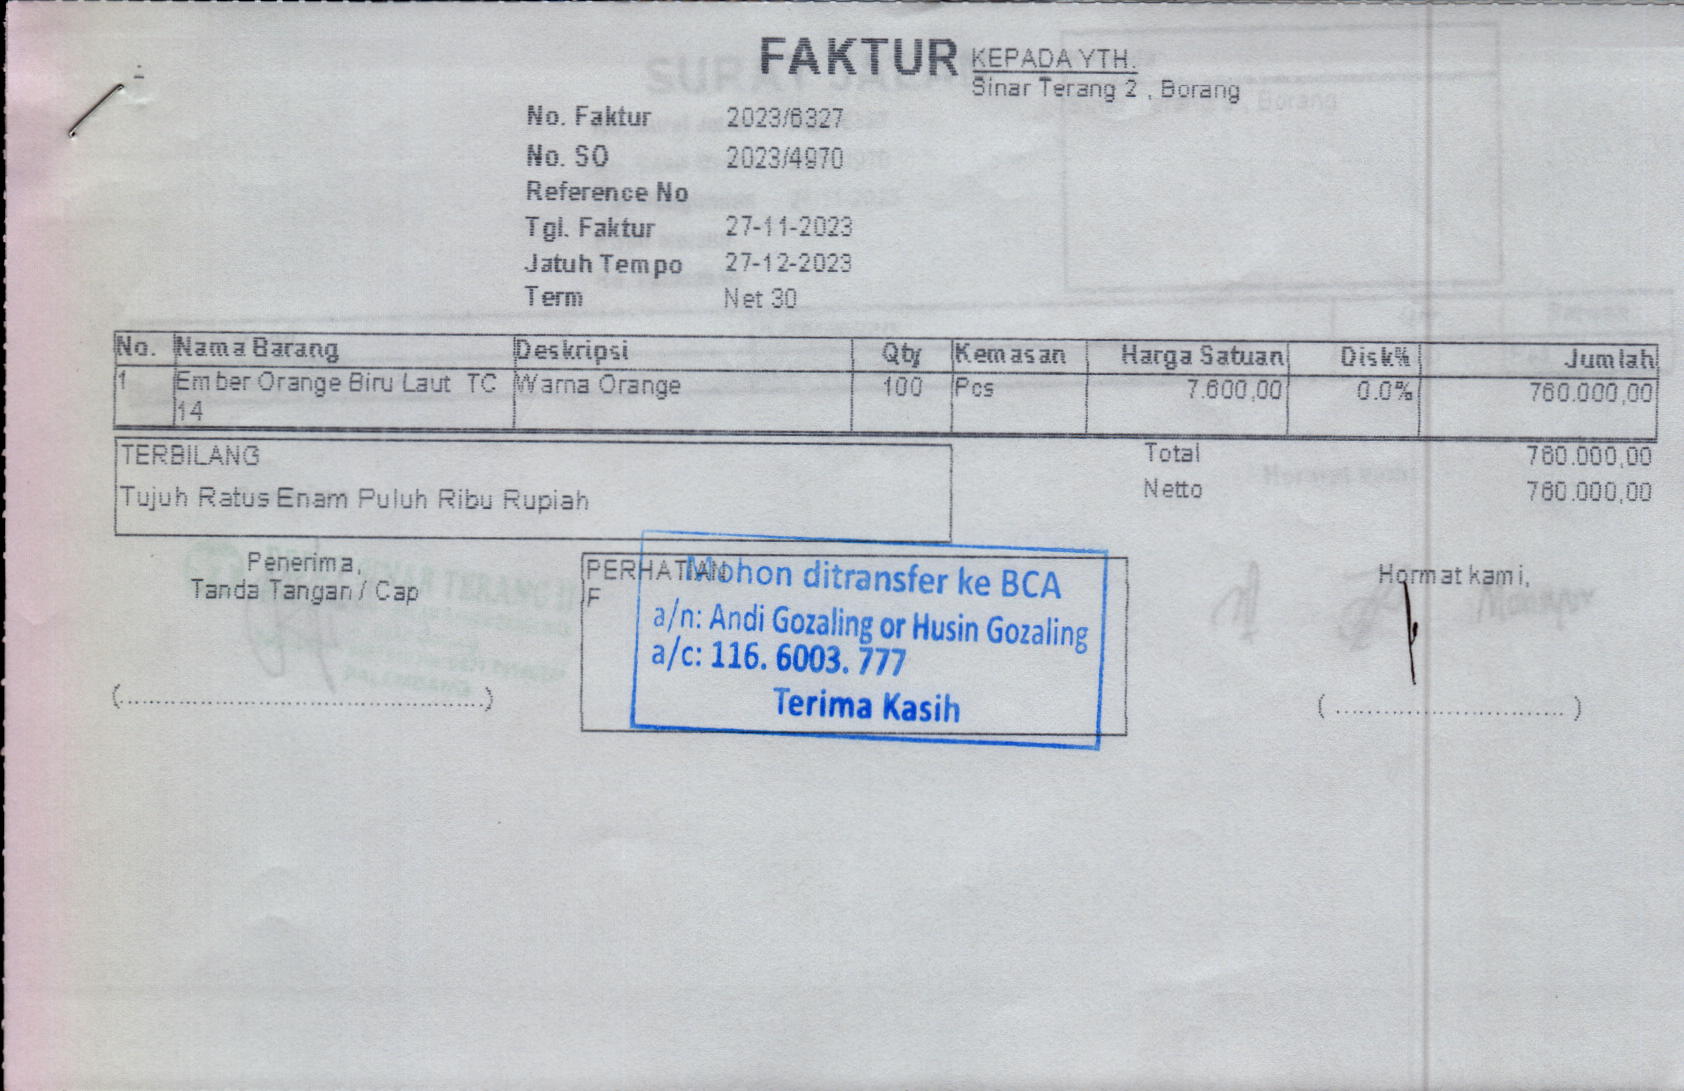 FAKTUR
KEPADA YTH.
Sinar Terang 2 , Borang
No. Faktur 2023/6327
No. SO 2023/4970
Reference No
Tgl. Faktur 27-11-2023
Jatuh Tempo 27-12-2023
Term Net 30
No. Nama Barang Deskripsi Qty Kemasan Harga Satuan Disk% Jumlah
1 Ember Orange Biru Laut TC Warna Orange 100 Pcs 7.600,00 0.0% 760.000,00
14
TERBILANG
Tujuh Ratus Enam Puluh Ribu Rupiah
Total 760.000,00
Netto 760.000,00
Penerima,
Tanda Tangan / Cap
(................................................)
PERHATIAN
F
Mohon ditransfer ke BCA
a/n: Andi Gozaling or Husin Gozaling
a/c: 116. 6003. 777
Terima Kasih
Hormat kami,
( .............................. )